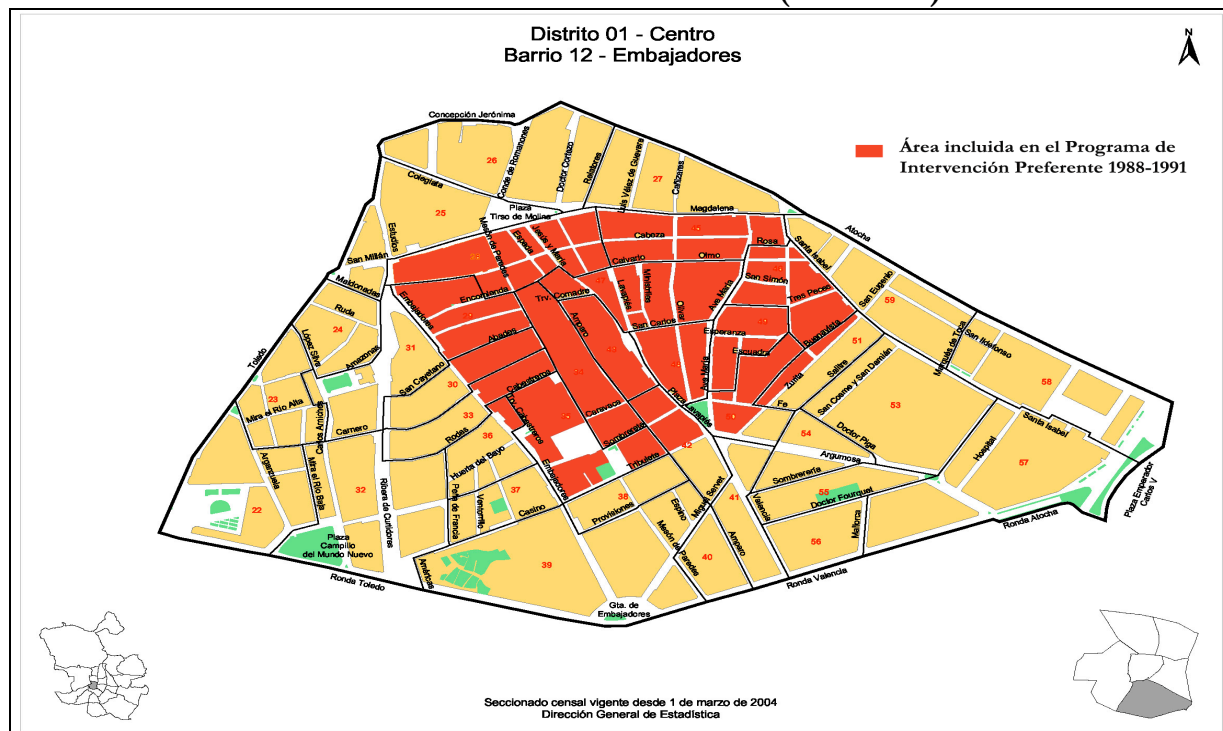 Distrito 01 - Centro
Barrio 12 - Embajadores
N
Área incluida en el Programa de
Intervención Preferente 1988-1991
Concepción Jerónima
26
Conde de Romanones
Doctor Cortezo
Relatores
Luis Vélez de Guevara
27
Cañizares
Colegiata
25
Plaza
Tirso de Molina
Magdalena
Atocha
Estudios
San Millán
Mesón de Paredes
Espada
Jesús y María
Cabeza
Rosa
Santa Isabel
Calvario
Olmo
Maldonadas
Encomienda
Trv. Comadre
Lavapiés
Ministriles
Olivar
Ave María
San Simón
Tres Peces
San Eugenio
59
Embajadores
Ruda
24
López Silva
Amazonas
31
Abades
Amparo
San Carlos
Esperanza
Buenavista
Escuadra
51
Marqués de Toca
San Ildefonso
Toledo
San Cayetano
30
Cabestreros
Trv. Cabestreros
Ave María
Zurita
Salitre
San Cosme y San Damián
58
23
Mira el Río Alta
Carlos Arniches
Carnero
33
Rodas
Caravaca
Plaza Lavapiés
Fe
53
Santa Isabel
36
Huerta del Bayo
Sombrerete
42
54
Doctor Piga
Argumosa
Hospital
57
Arganzuela
Mira el Río Baja
32
Ribera de Curtidores
Embajadores
Tribulete
Sombrerería
Plaza Emperador
Carlos V
Peña de Francia
Ventorrillo
37
Casino
38
Provisiones
Espino
Miguel Servet
41
Valencia
55
Doctor Fourquet
Ronda Atocha
22
Plaza
Campillo
del Mundo Nuevo
Mesón de Paredes
40
Amparo
56
Mallorca
Américas
39
Ronda Toledo
Ronda Valencia
Gta. de
Embajadores
Seccionado censal vigente desde 1 de marzo de 2004
Dirección General de Estadística